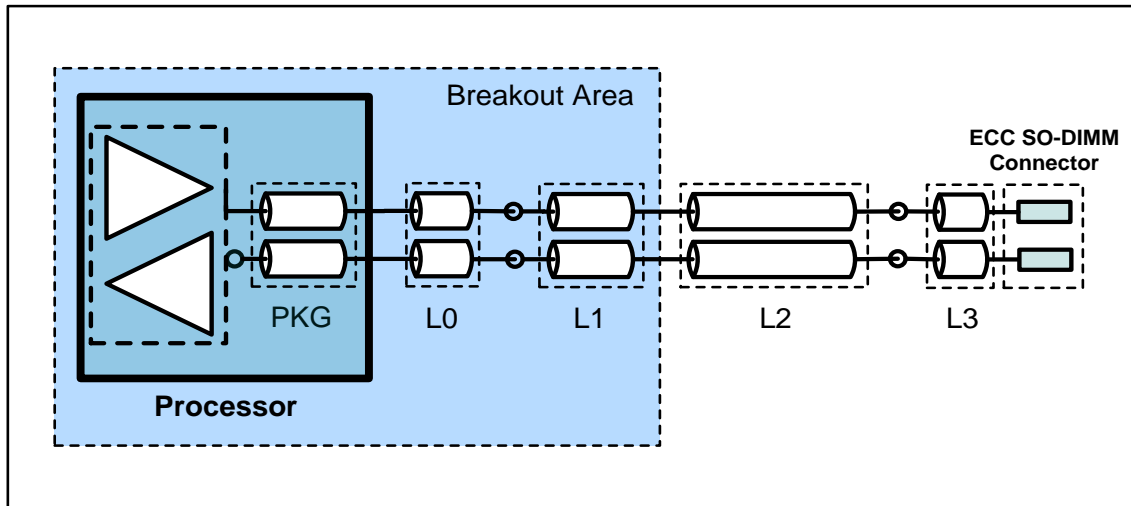 Breakout Area
ECC SO-DIMM
Connector
PKG
L0
L1
L2
L3
Processor